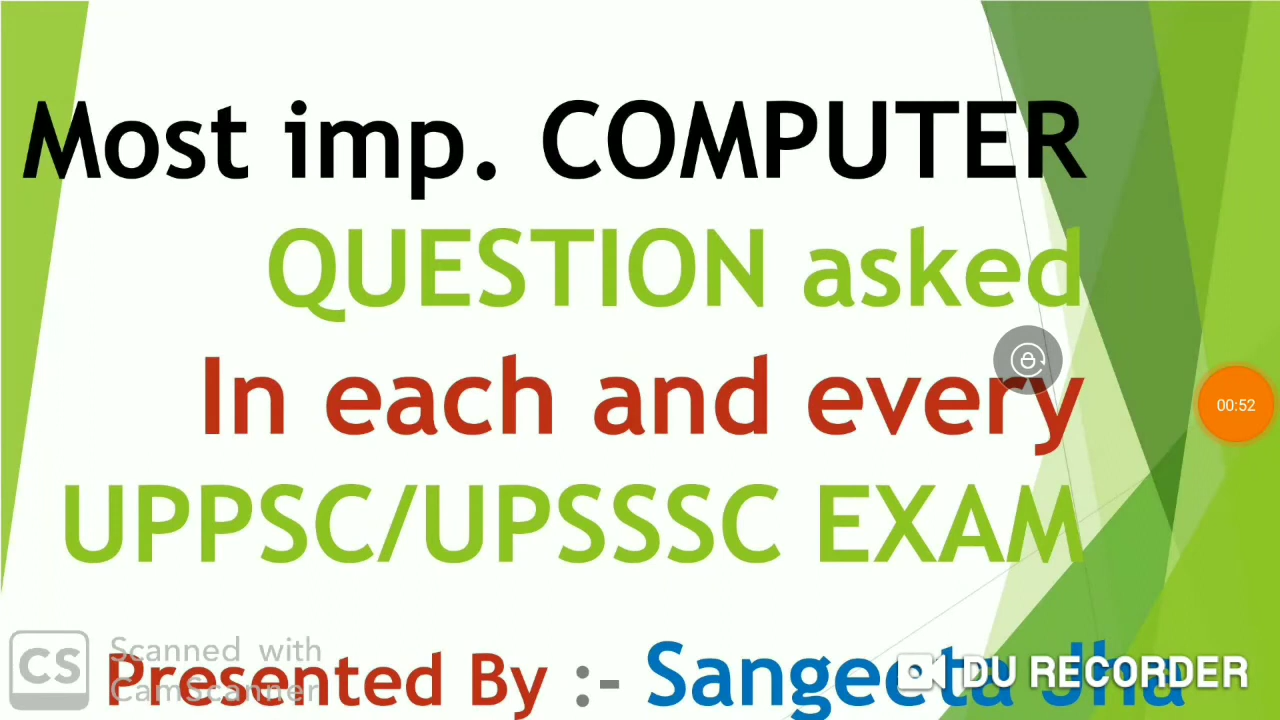 Most imp. COMPUTER
QUESTION asked
In each and every
00:52
UPPSC/UPSSSC EXAM
CS Scanned with
CamScanner
Presented By :- Sangeeta Jha
DU RECORDER